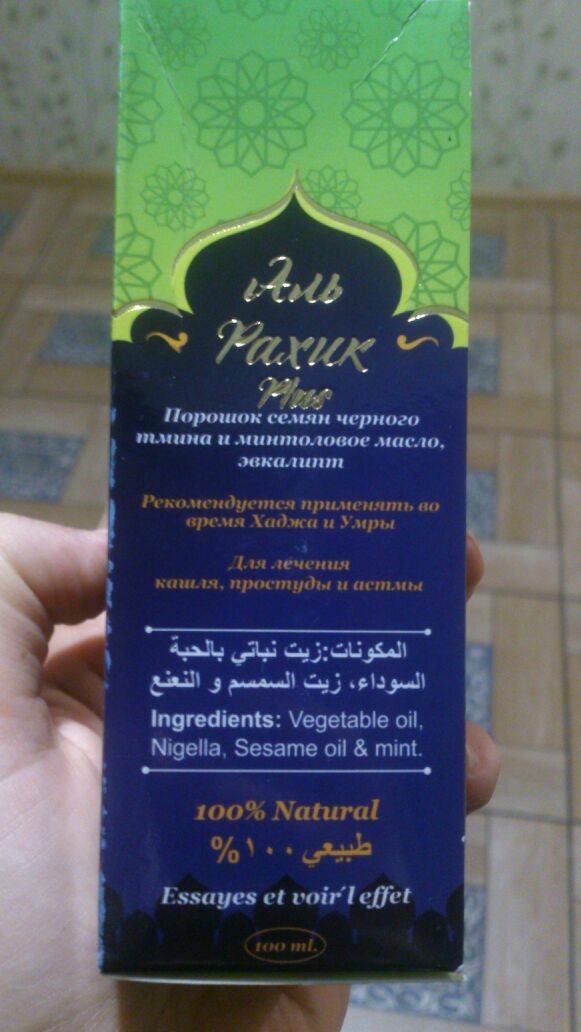 Аль
Рахик
Plus
Порошок семян черного
тмина и минтоловое масло,
эвкалипт
Рекомендуется применять во
время Хаджа и Умры
Для лечения
кашля, простуды и астмы
المكونات:زيت نباتي بالحبة
السوداء، زيت السمسم و النعنع
Ingredients: Vegetable oil,
Nigella, Sesame oil & mint.
100% Natural
طبيعي ١٠٠%
Essayes et voir´l effet
100 ml.